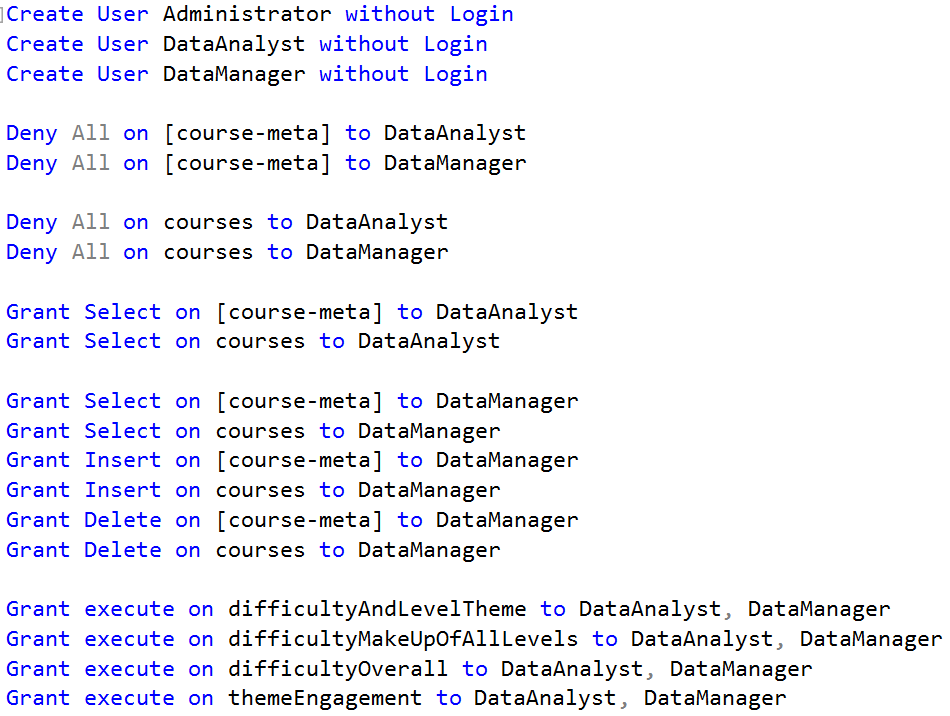 Create User Administrator without Login
Create User DataAnalyst without Login
Create User DataManager without Login
Deny All on [course-meta] to DataAnalyst
Deny All on [course-meta] to DataManager
Deny All on courses to DataAnalyst
Deny All on courses to DataManager
Grant Select on [course-meta] to DataAnalyst
Grant Select on courses to DataAnalyst
Grant Select on [course-meta] to DataManager
Grant Select on courses to DataManager
Grant Insert on [course-meta] to DataManager
Grant Insert on courses to DataManager
Grant Delete on [course-meta] to DataManager
Grant Delete on courses to DataManager
Grant execute on difficultyAndLevelTheme to DataAnalyst, DataManager
Grant execute on difficultyMakeUpOfAllLevels to DataAnalyst, DataManager
Grant execute on difficultyOverall to DataAnalyst, DataManager
Grant execute on themeEngagement to DataAnalyst, DataManager